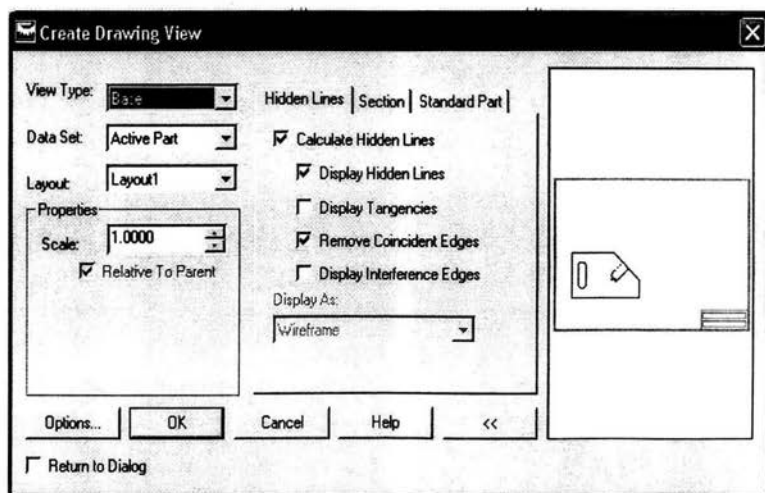 Create Drawing View
View Type: Base
Data Set: Active Part
Layout: Layout1
Properties
Scale: 1.0000
Relative To Parent
Hidden Lines Section Standard Part
Calculate Hidden Lines
Display Hidden Lines
Display Tangencies
Remove Coincident Edges
Display Interference Edges
Display As:
Wireframe
Options... OK Cancel Help <<
Return to Dialog